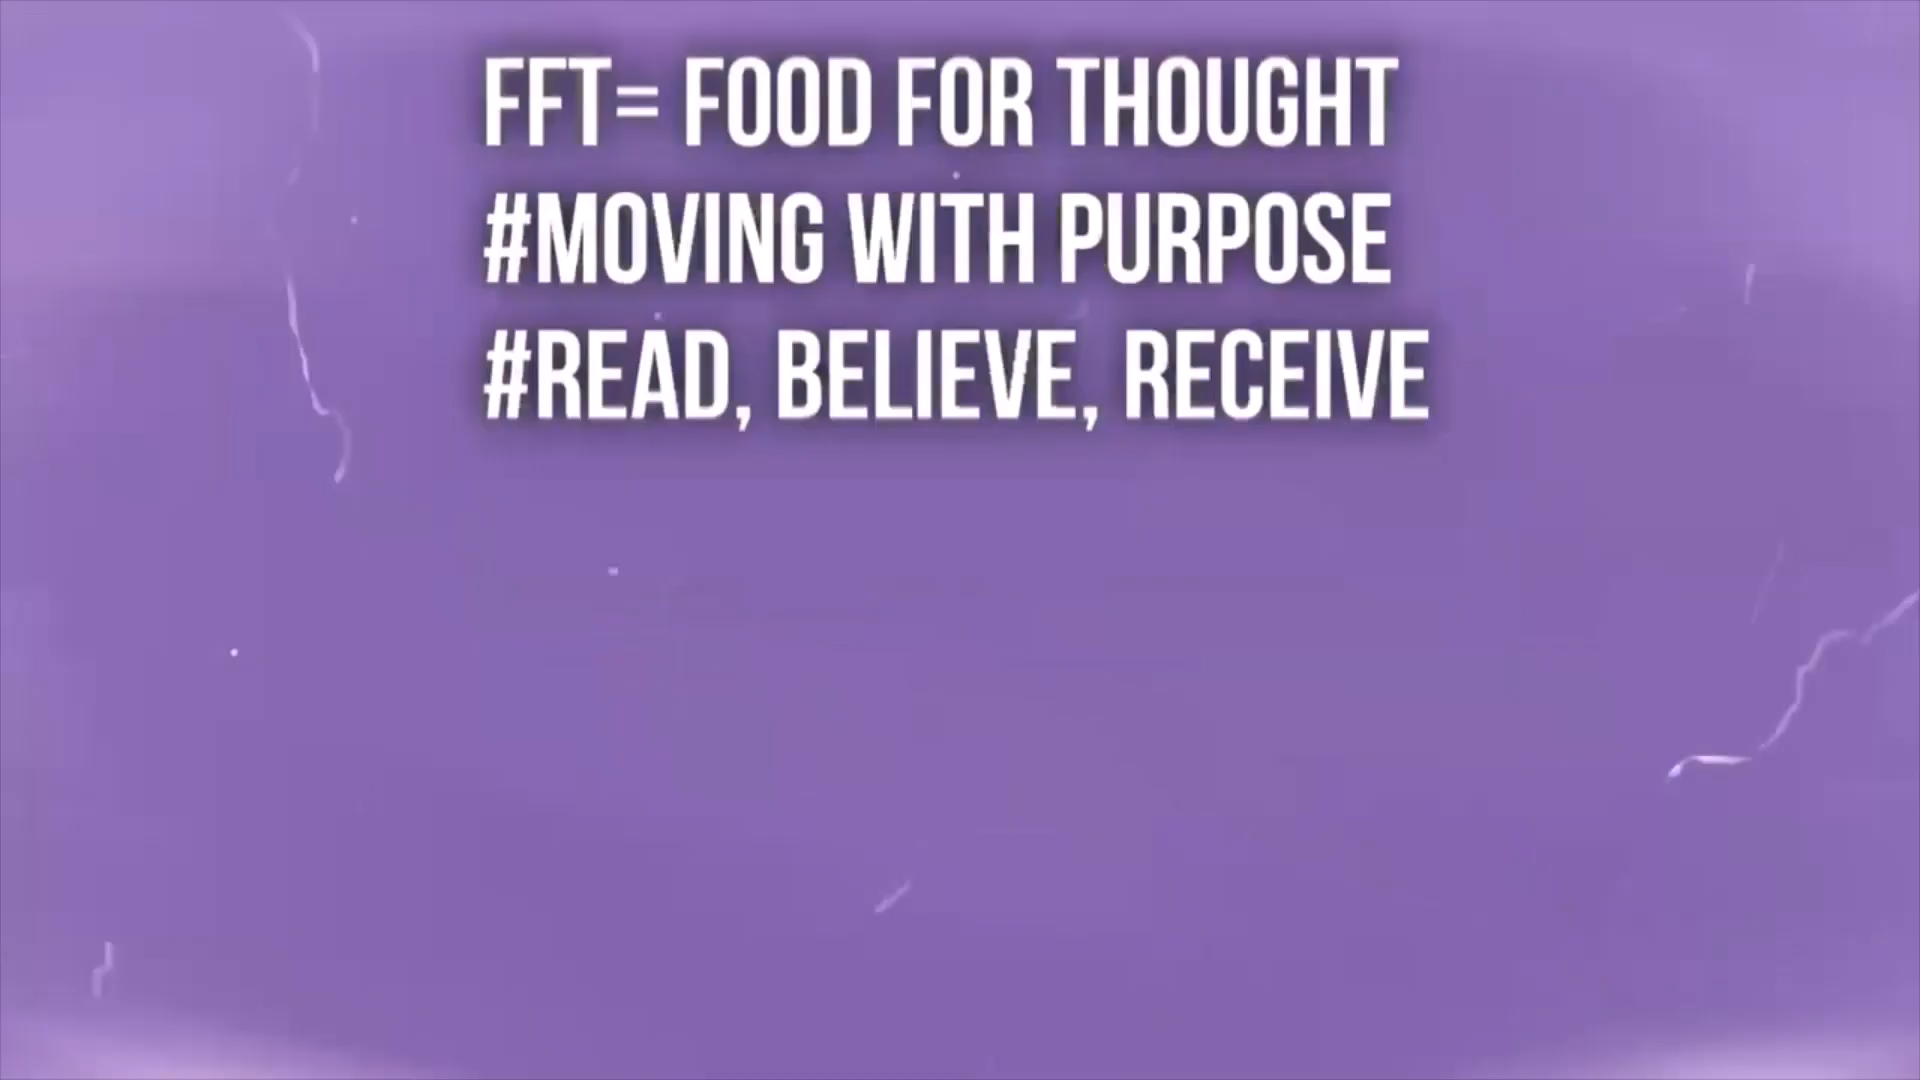 FFT= FOOD FOR THOUGHT
#MOVING WITH PURPOSE
#READ, BELIEVE, RECEIVE